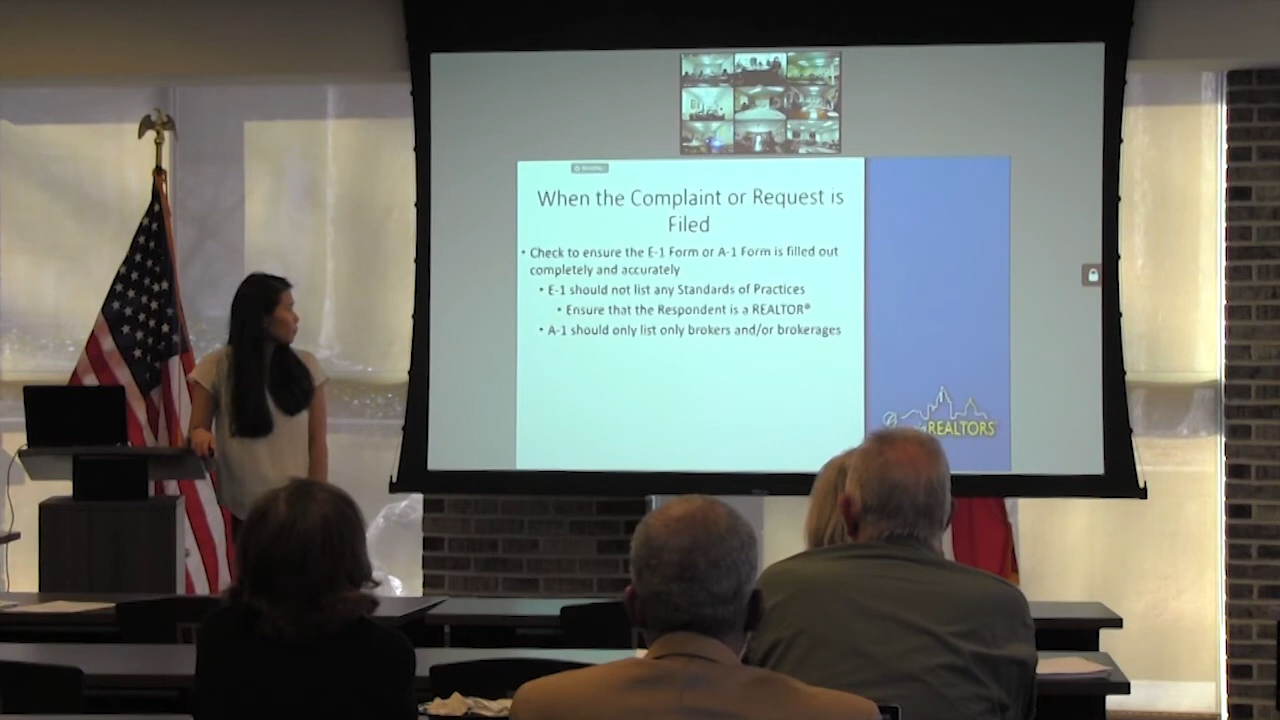 When the Complaint or Request is
Filed
• Check to ensure the E-1 Form or A-1 Form is filled out
completely and accurately
• E-1 should not list any Standards of Practices
• Ensure that the Respondent is a REALTOR®
• A-1 should only list only brokers and/or brokerages
REALTORS®